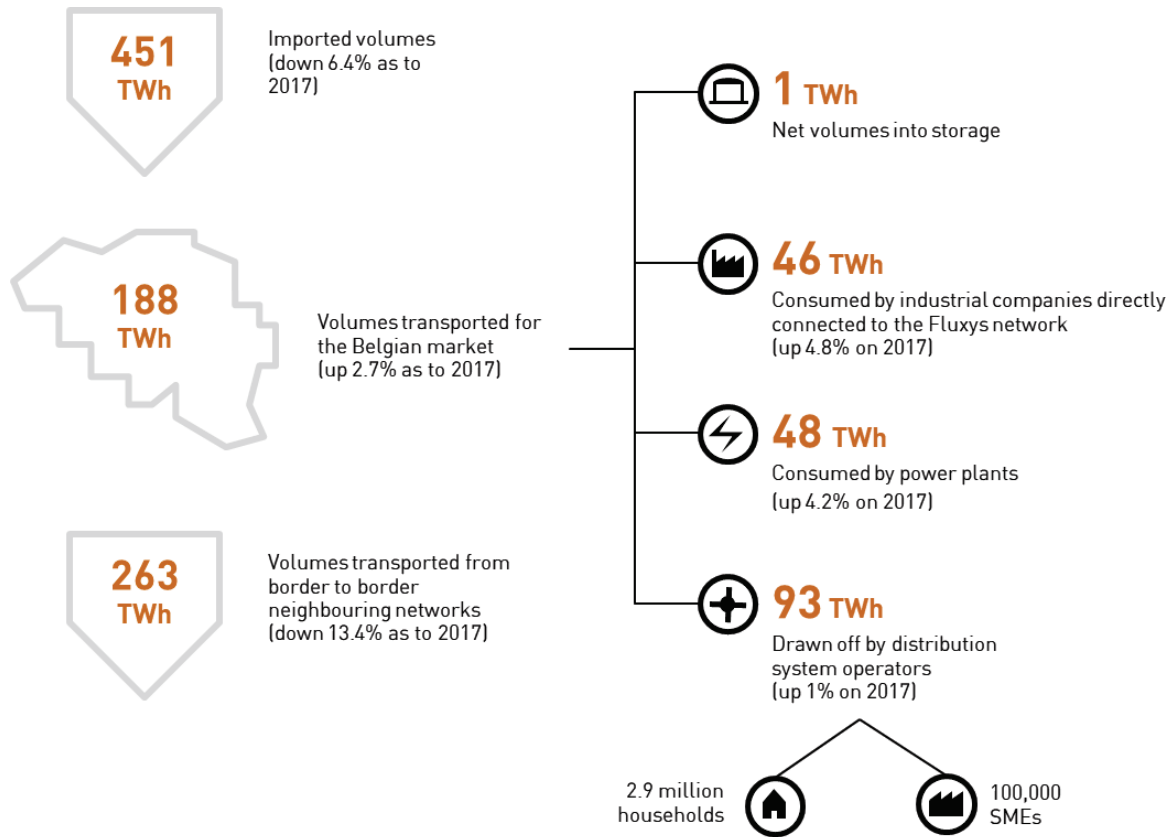 451
TWh
Imported volumes
(down 6.4% as to
2017)
188
TWh
Volumes transported for
the Belgian market
(up 2.7% as to 2017)
263
TWh
Volumes transported from
border to border
neighbouring networks
(down 13.4% as to 2017)
1 TWh
Net volumes into storage
46 TWh
Consumed by industrial companies directly
connected to the Fluxys network
(up 4.8% on 2017)
48 TWh
Consumed by power plants
(up 4.2% on 2017)
93 TWh
Drawn off by distribution
system operators
(up 1% on 2017)
2.9 million
households
100,000
SMEs